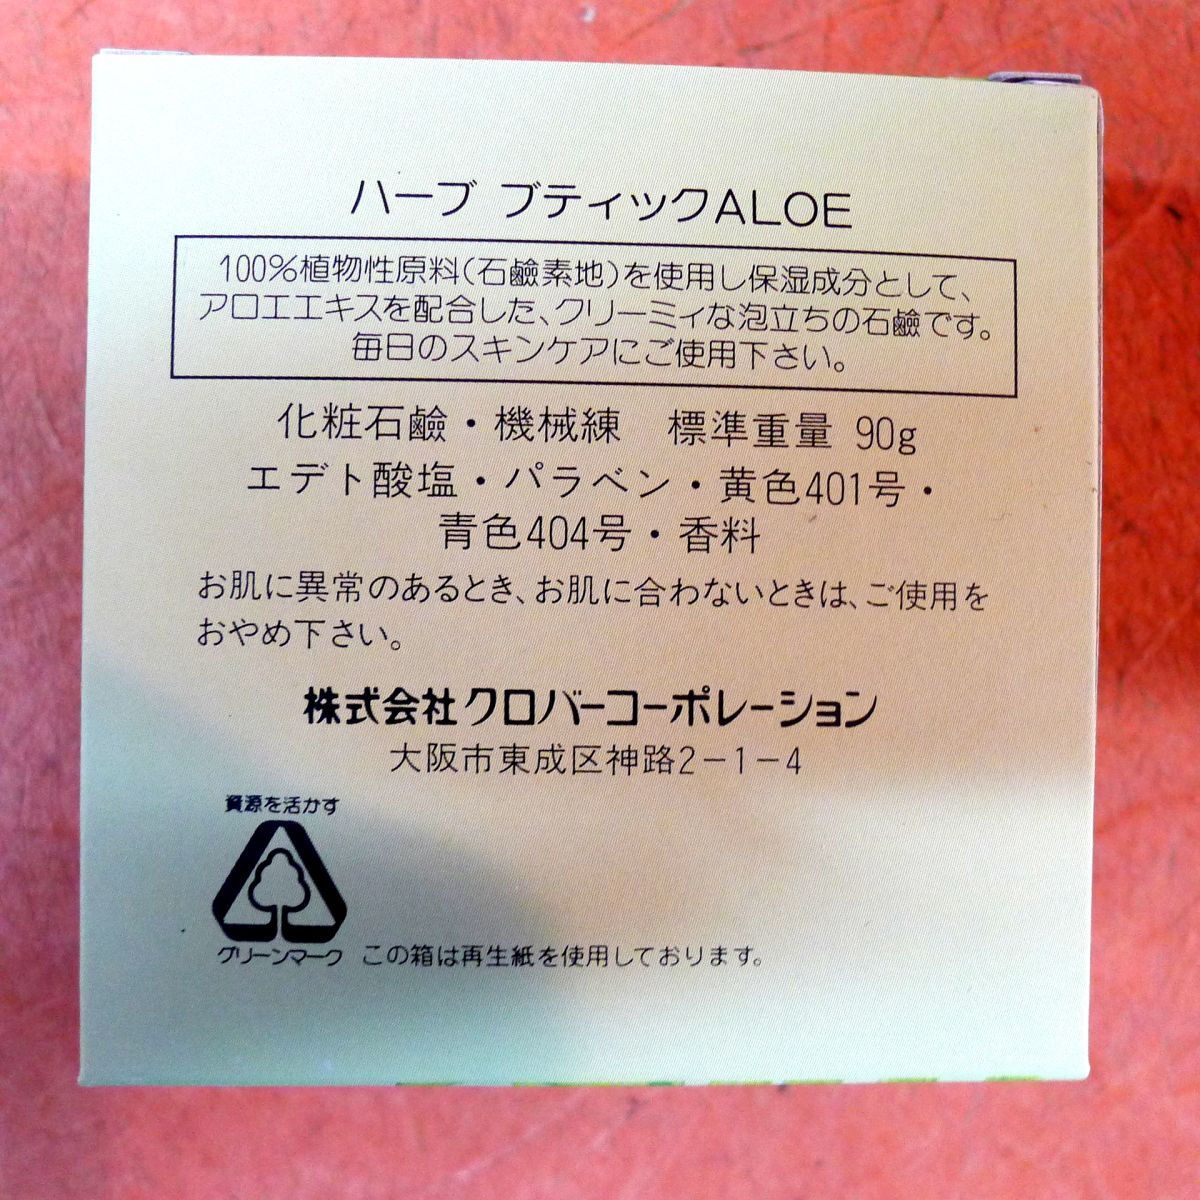 ハーブ ブティックALOE
100%植物性原料(石鹼素地)を使用し保湿成分として、
アロエエキスを配合した、クリーミィな泡立ちの石鹼です。
毎日のスキンケアにご使用下さい。
化粧石鹼・機械練　標準重量 90g
エデト酸塩・パラベン・黄色401号・
青色404号・香料
お肌に異常のあるとき、お肌に合わないときは、ご使用を
おやめ下さい。
株式会社クロバーコーポレーション
大阪市東成区神路2-1-4
資源を活かす
グリーンマーク この箱は再生紙を使用しております。